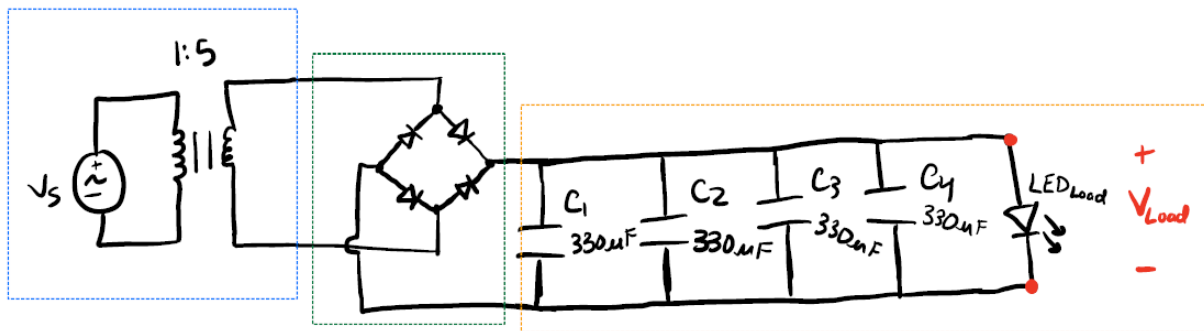 1:5
+
~
Vs
C1
330uF
C2
330uF
C3
330uF
C4
330uF
LEDLoad
+
VLoad
-